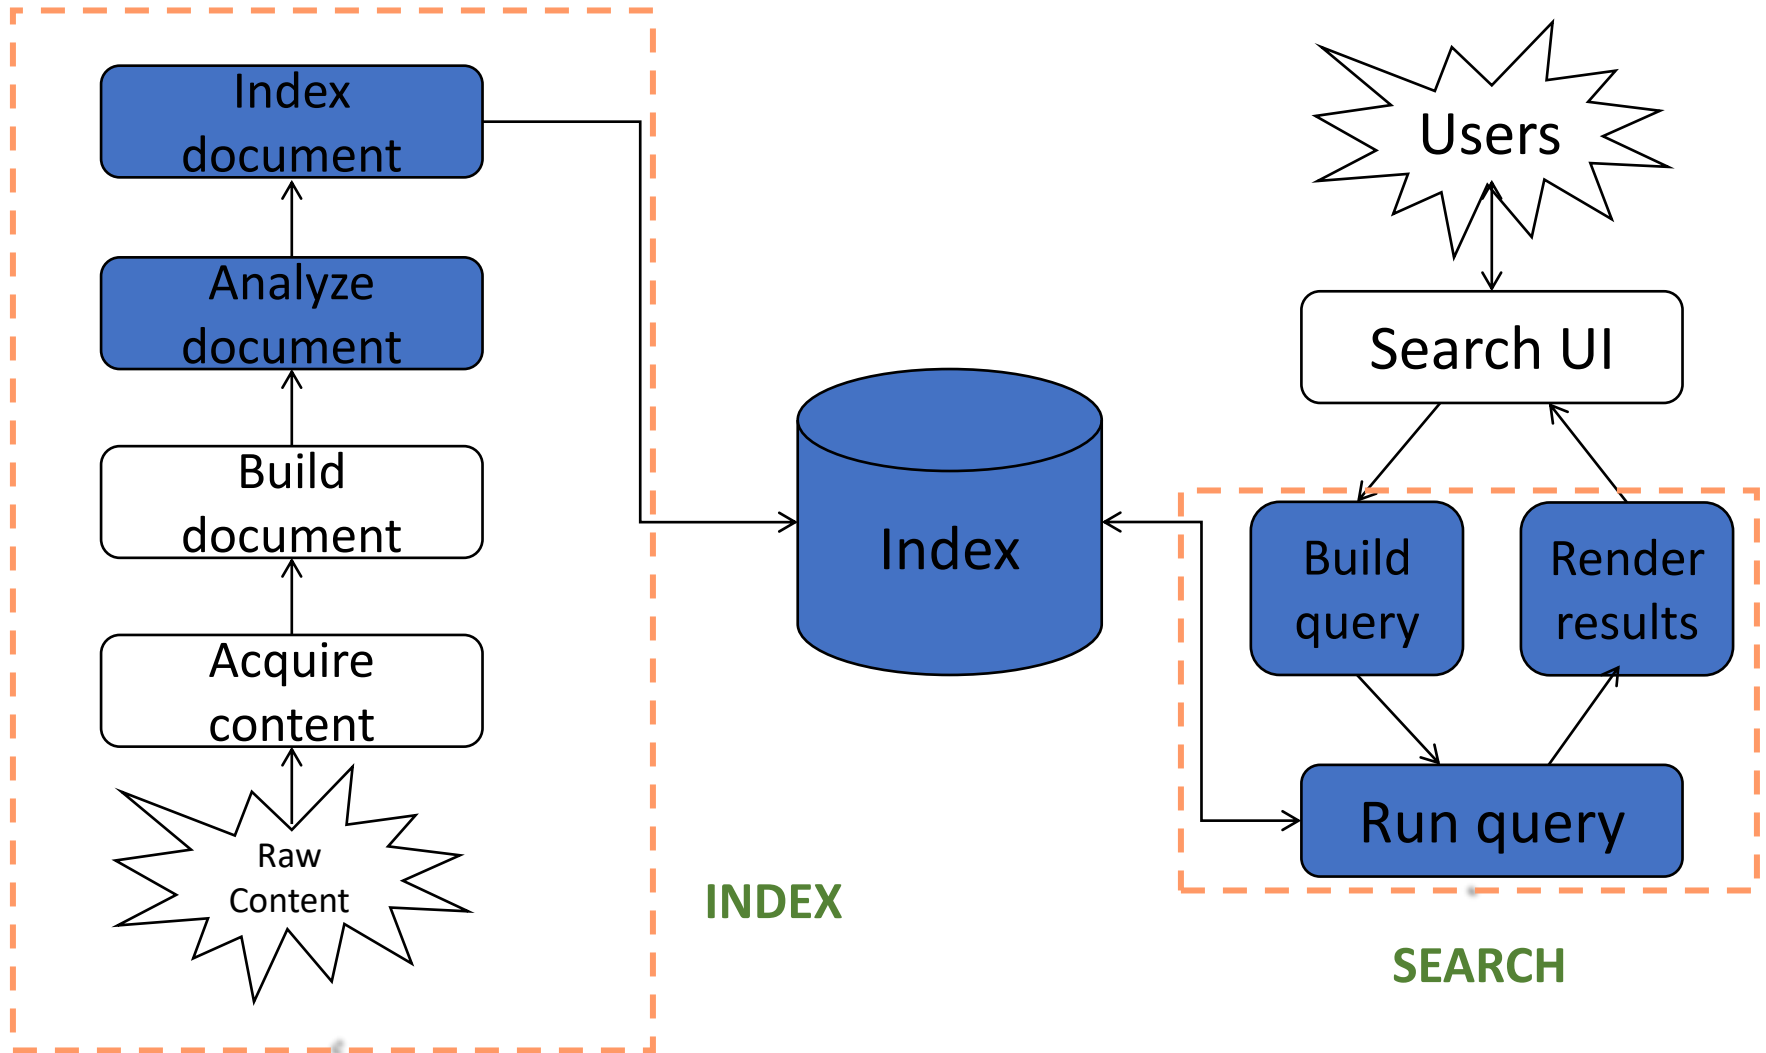 Index
document
Analyze
document
Build
document
Acquire
content
Raw
Content
INDEX
Index
Users
Search UI
Build
query
Render
results
Run query
SEARCH